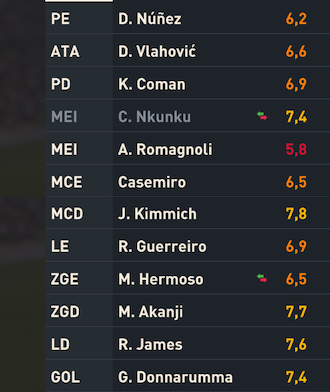 PE D. Núñez 6,2
ATA D. Vlahović 6,6
PD K. Coman 6,9
MEI C. Nkunku 7,4
MEI A. Romagnoli 5,8
MCE Casemiro 6,5
MCD J. Kimmich 7,8
LE R. Guerreiro 6,9
ZGE M. Hermoso 6,5
ZGD M. Akanji 7,7
LD R. James 7,6
GOL G. Donnarumma 7,4